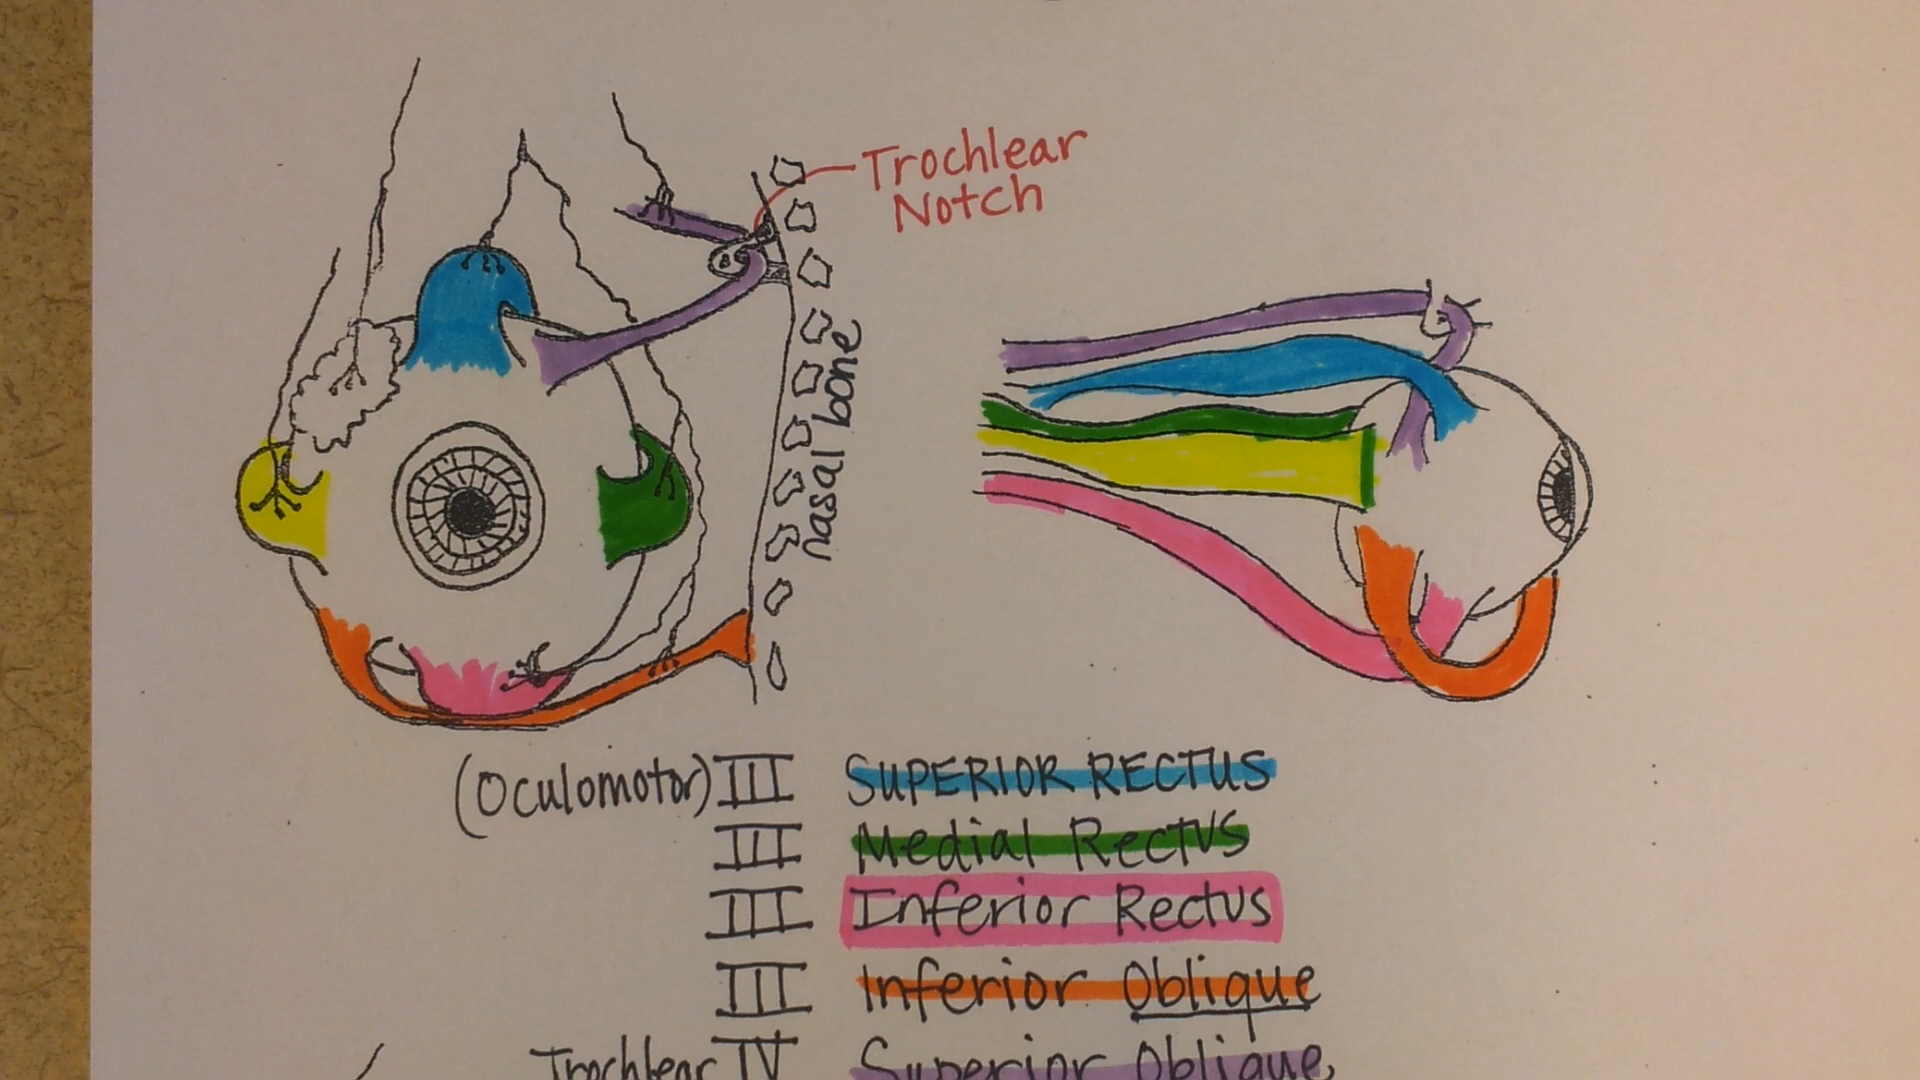 Trochlear
Notch
nasal bone
(Oculomotor) III SUPERIOR RECTUS
III Medial Rectus
III Inferior Rectus
III Inferior Oblique
Trochlear IV Superior Oblique